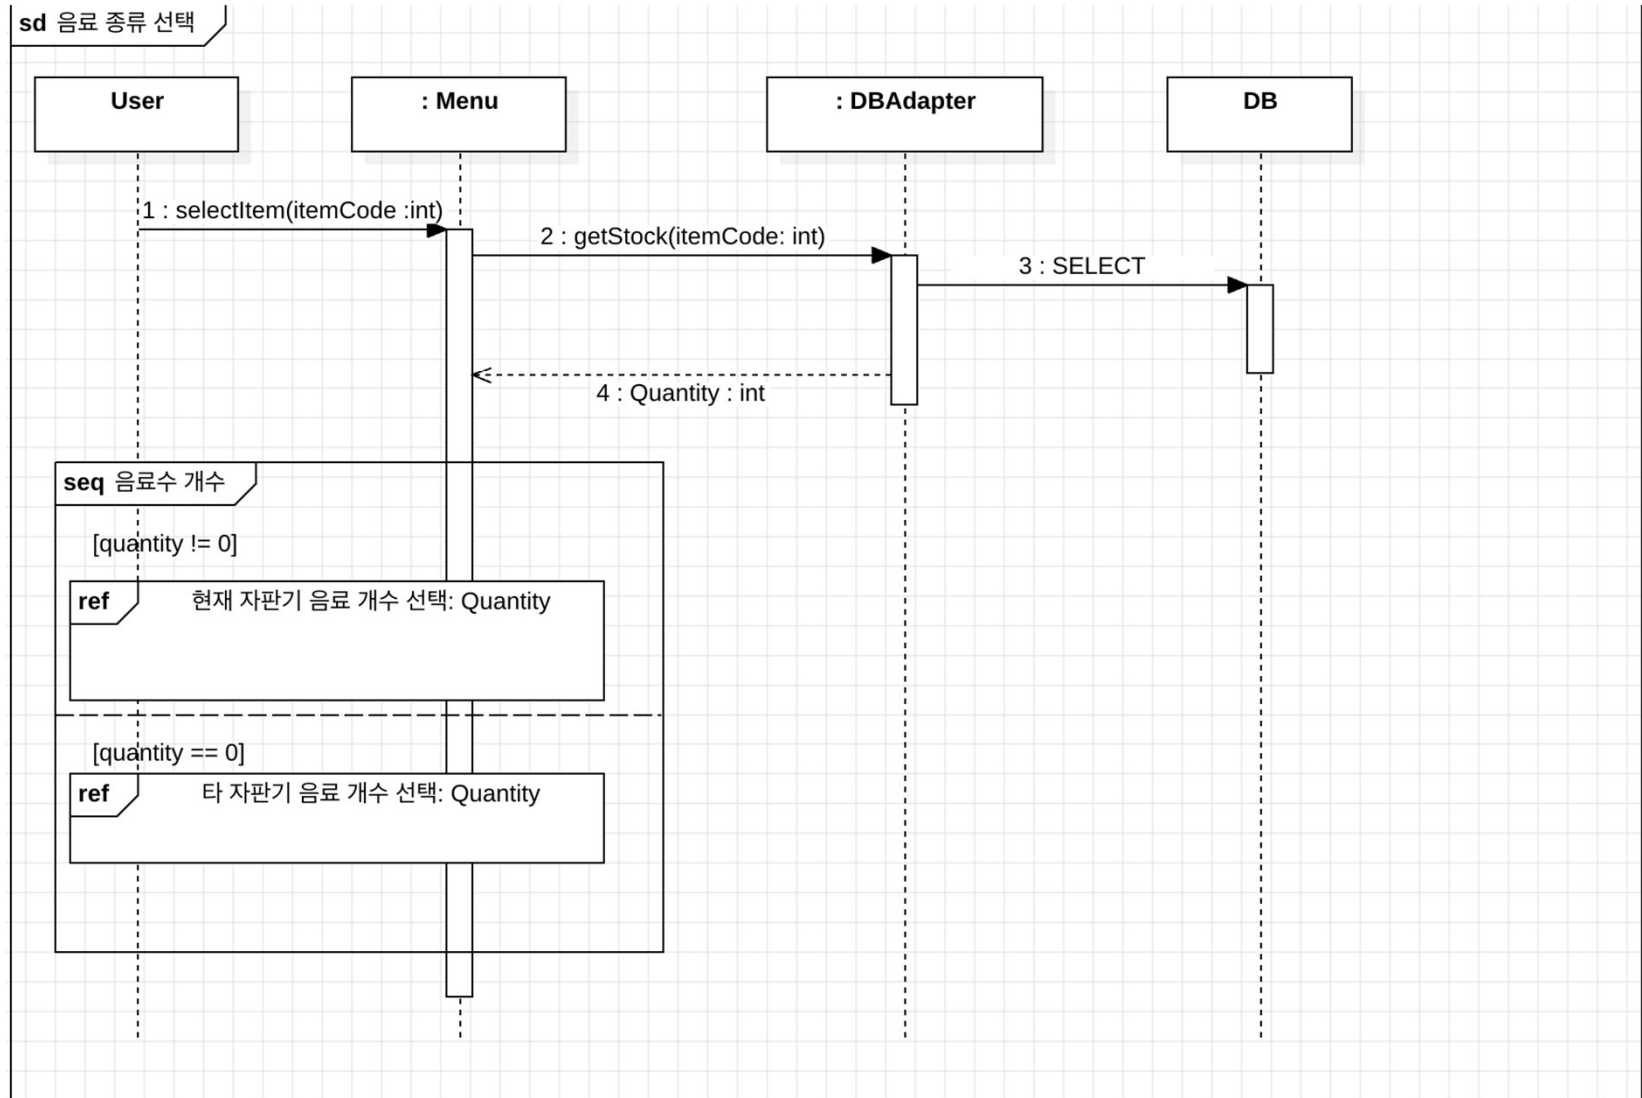 sd 음료 종류 선택
User
: Menu
: DBAdapter
DB
1 : selectItem(itemCode :int)
2 : getStock(itemCode: int)
3 : SELECT
4 : Quantity : int
seq 음료수 개수
[quantity != 0]
ref 현재 자판기 음료 개수 선택: Quantity
[quantity == 0]
ref 타 자판기 음료 개수 선택: Quantity